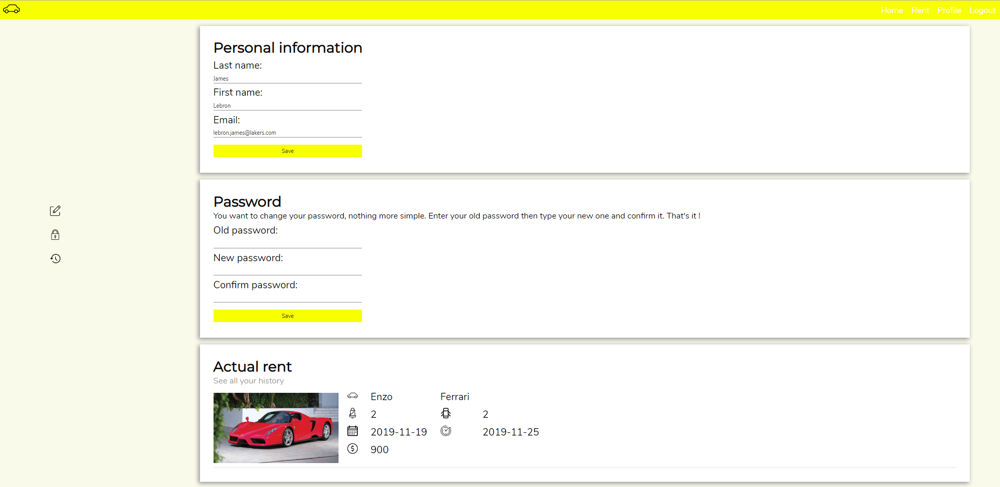 Home Rent Profile Logout
Personal information
Last name:
James
First name:
Lebron
Email:
lebron.james@lakers.com
Save
Password
You want to change your password, nothing more simple. Enter your old password then type your new one and confirm it. That's it !
Old password:
New password:
Confirm password:
Save
Actual rent
See all your history
Enzo Ferrari
2 2
2019-11-19 2019-11-25
900